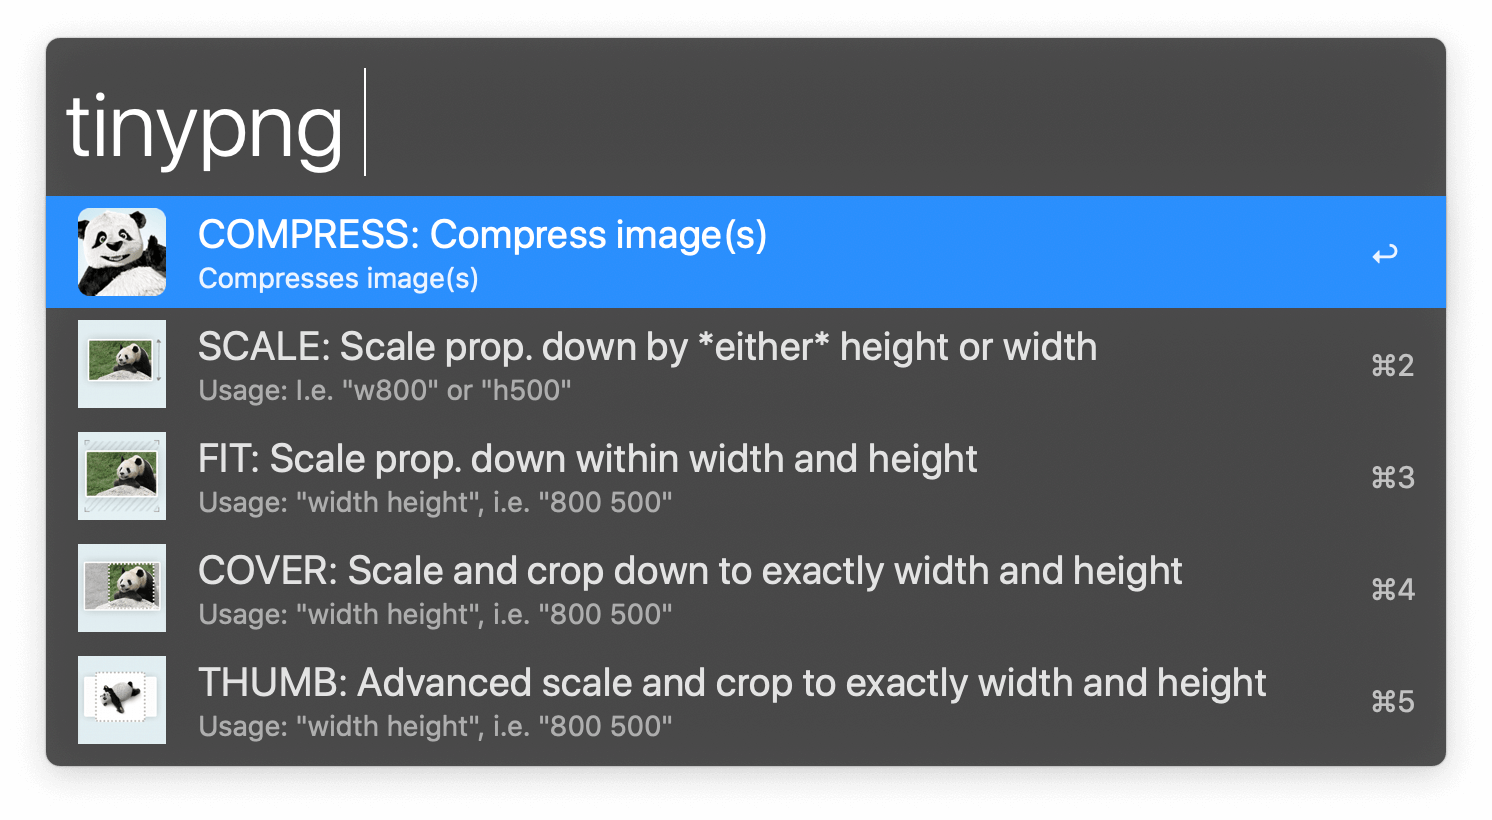 tinypng
COMPRESS: Compress image(s)
Compresses image(s)
↩
SCALE: Scale prop. down by *either* height or width
Usage: I.e. "w800" or "h500"
⌘2
FIT: Scale prop. down within width and height
Usage: "width height", i.e. "800 500"
⌘3
COVER: Scale and crop down to exactly width and height
Usage: "width height", i.e. "800 500"
⌘4
THUMB: Advanced scale and crop to exactly width and height
Usage: "width height", i.e. "800 500"
⌘5